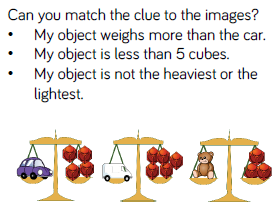 Can you match the clue to the images?
• My object weighs more than the car.
• My object is less than 5 cubes.
• My object is not the heaviest or the
lightest.